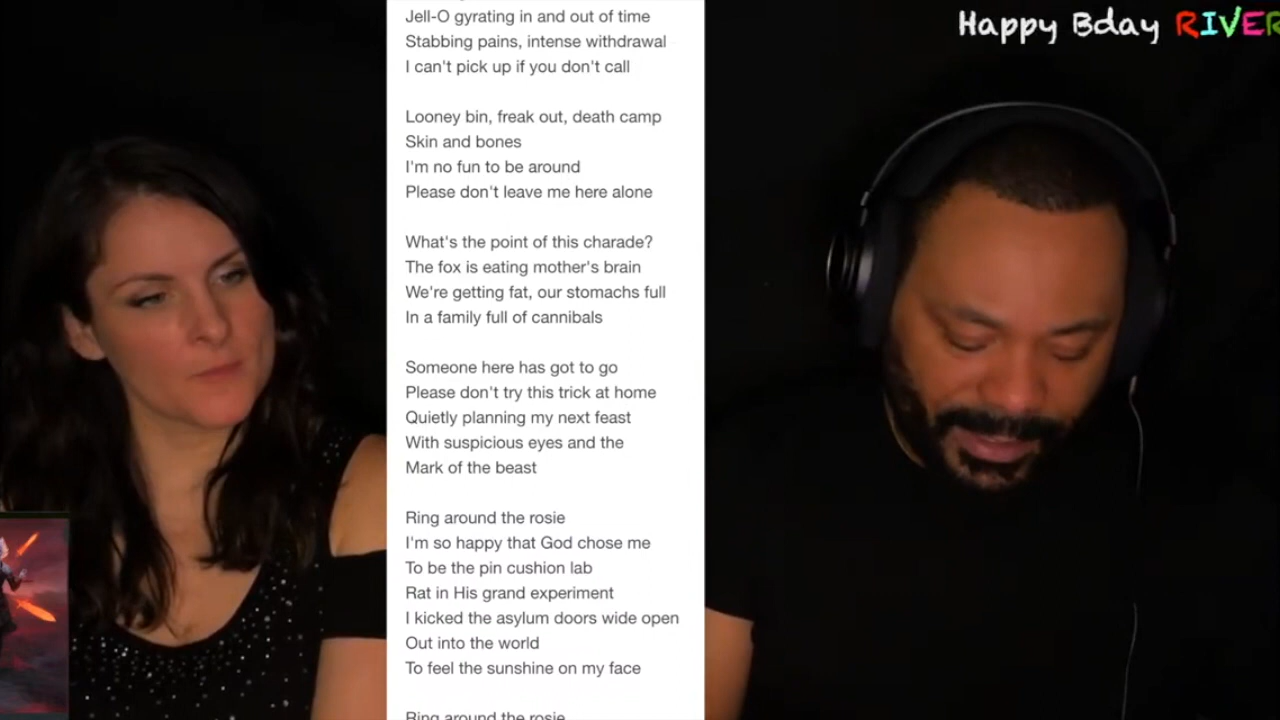 Happy Bday RIVER
Jell-O gyrating in and out of time
Stabbing pains, intense withdrawal
I can't pick up if you don't call
Looney bin, freak out, death camp
Skin and bones
I'm no fun to be around
Please don't leave me here alone
What's the point of this charade?
The fox is eating mother's brain
We're getting fat, our stomachs full
In a family full of cannibals
Someone here has got to go
Please don't try this trick at home
Quietly planning my next feast
With suspicious eyes and the
Mark of the beast
Ring around the rosie
I'm so happy that God chose me
To be the pin cushion lab
Rat in His grand experiment
I kicked the asylum doors wide open
Out into the world
To feel the sunshine on my face
Ring around the rosie